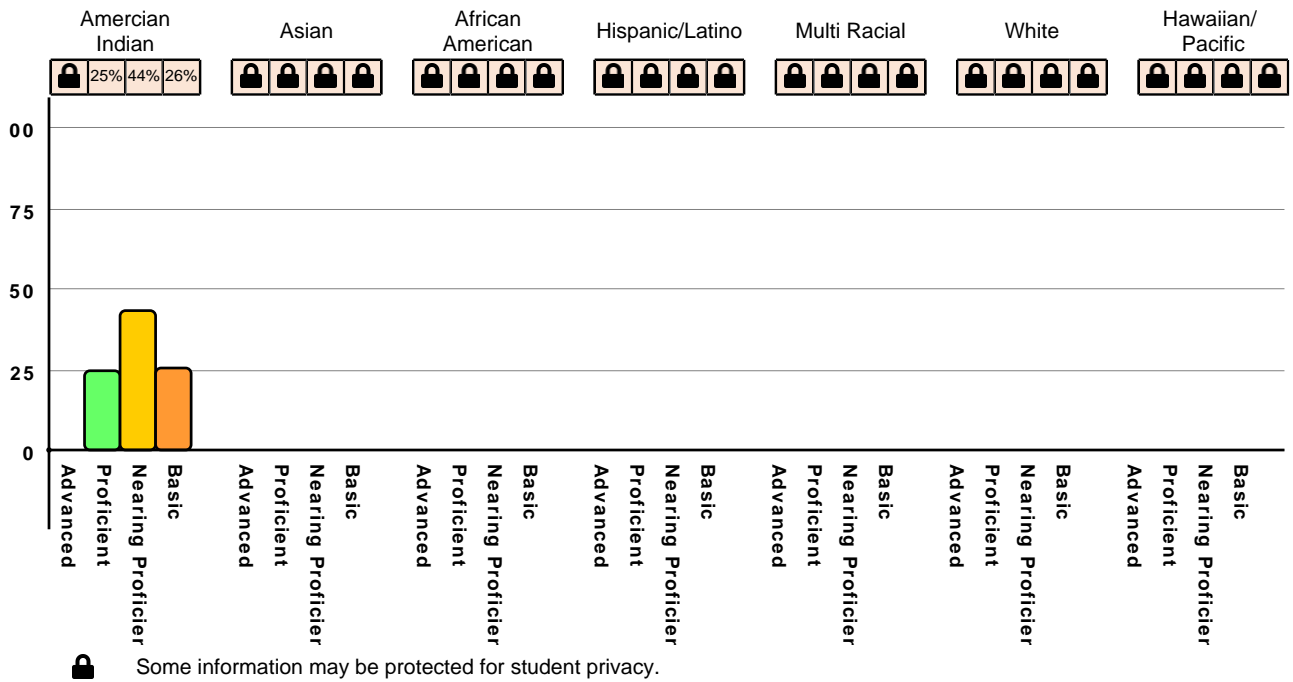 Amercian
Indian
Asian
African
American
Hispanic/Latino
Multi Racial
White
Hawaiian/
Pacific
25% 44% 26%
00
75
50
25
0
Advanced
Proficient
Nearing Proficier
Basic
Advanced
Proficient
Nearing Proficier
Basic
Advanced
Proficient
Nearing Proficier
Basic
Advanced
Proficient
Nearing Proficier
Basic
Advanced
Proficient
Nearing Proficier
Basic
Advanced
Proficient
Nearing Proficier
Basic
Advanced
Proficient
Nearing Proficier
Basic
Some information may be protected for student privacy.